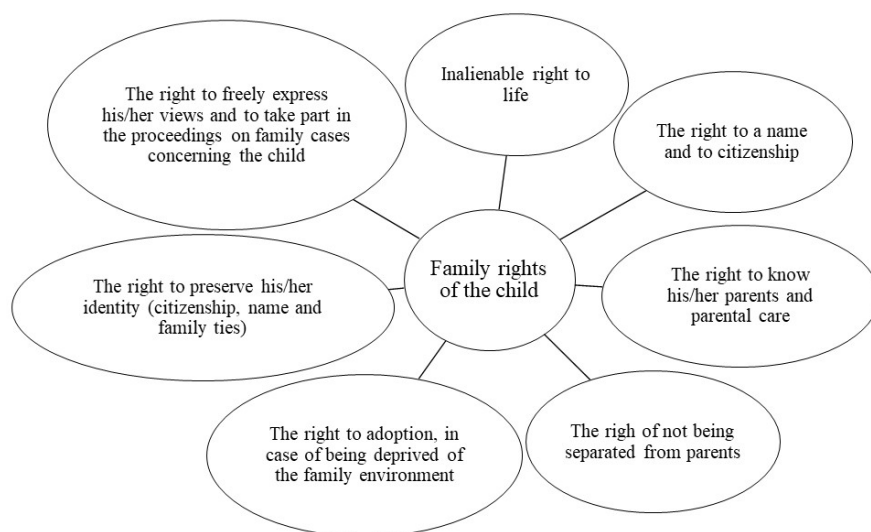 The right to freely express
his/her views and to take part in
the proceedings on family cases
concerning the child
Inalienable right to
life
The right to a name
and to citizenship
Family rights
of the child
The right to preserve his/her
identity (citizenship, name and
family ties)
The right to know
his/her parents and
parental care
The right to adoption, in
case of being deprived of
the family environment
The righ of not being
separated from parents